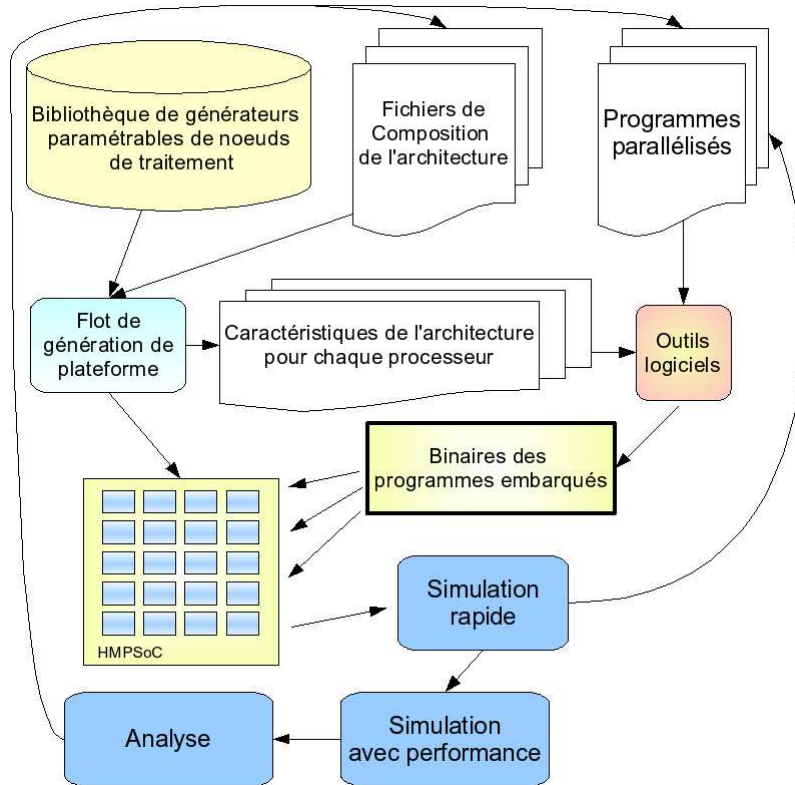 Bibliothèque de générateurs
paramétrables de noeuds
de traitement
Fichiers de
Composition
de l'architecture
Programmes
parallélisés
Flot de
génération de
plateforme
Caractéristiques de l'architecture
pour chaque processeur
Outils
logiciels
Binaires des
programmes embarqués
HMPSoC
Simulation
rapide
Analyse
Simulation
avec performance